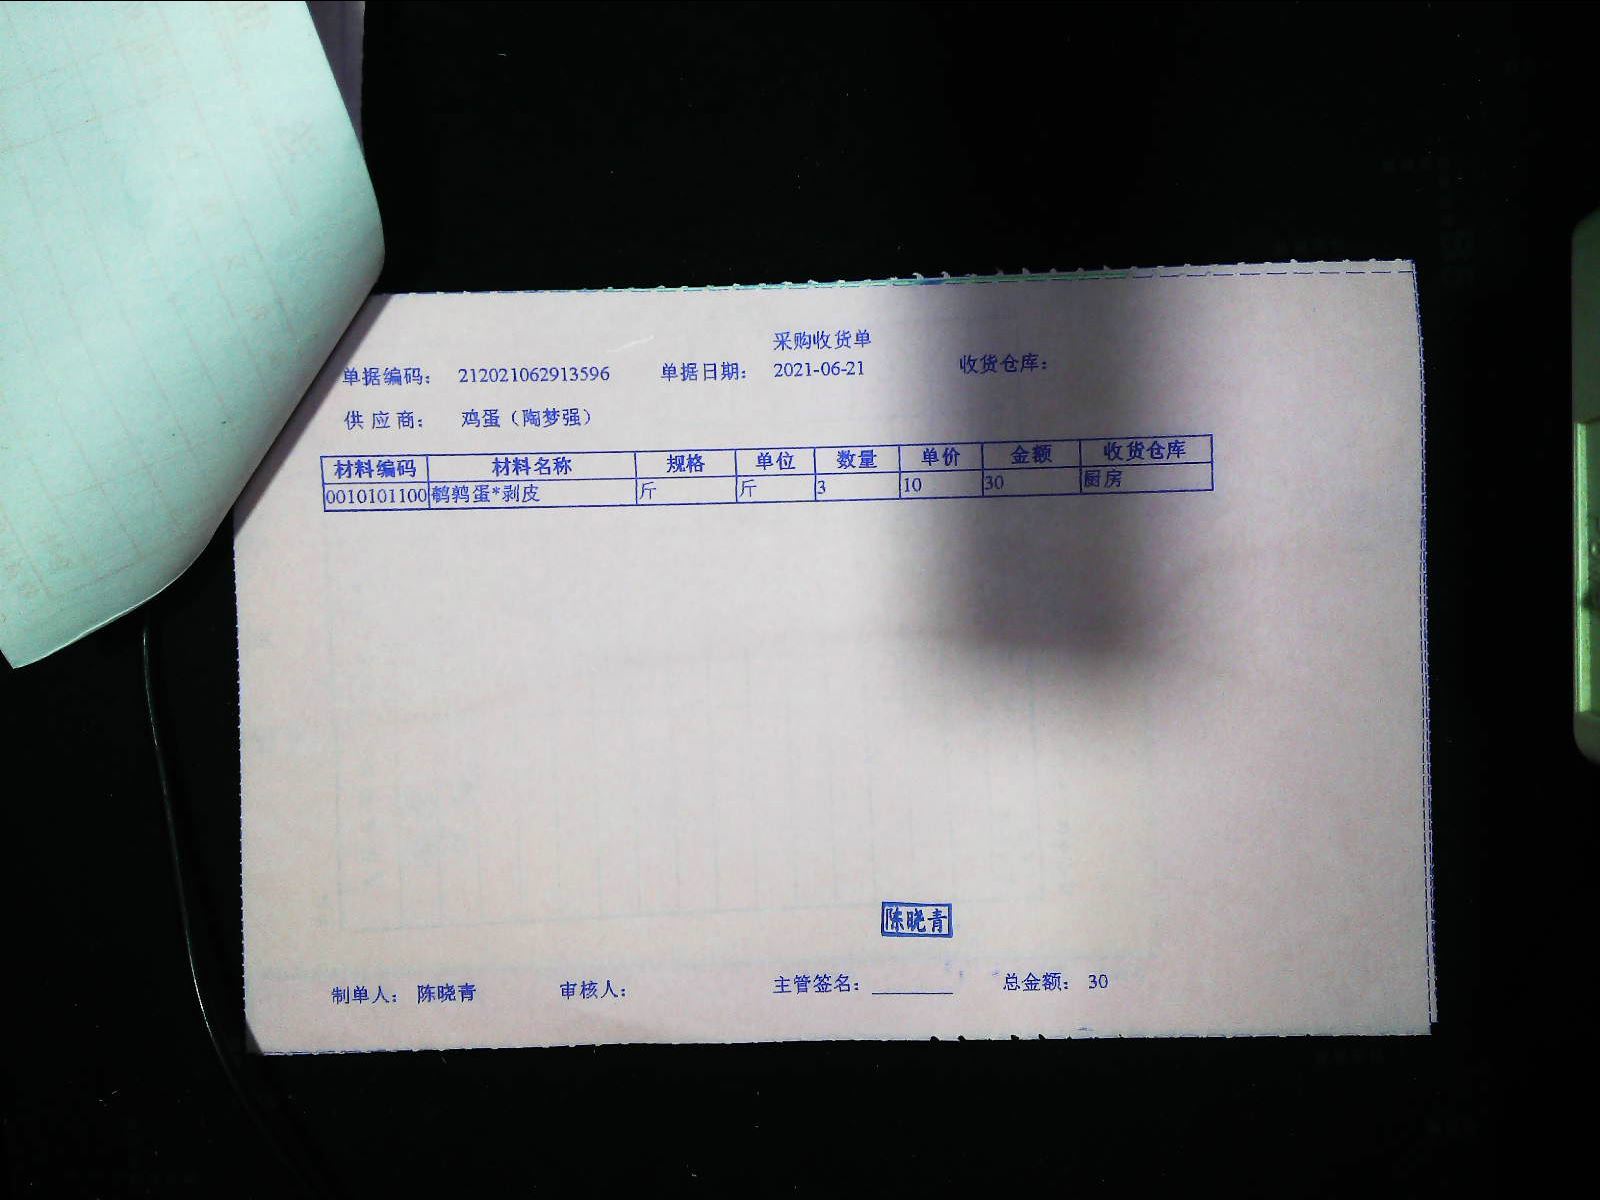 采购收货单
单据编码： 212021062913596 单据日期： 2021-06-21 收货仓库：
供应商： 鸡蛋（陶梦强）
材料编码 材料名称 规格 单位 数量 单价 金额 收货仓库
0010101100 鹌鹑蛋*剥皮 斤 斤 3 10 30 厨房
陈晓青
制单人： 陈晓青 审核人： 主管签名： 总金额： 30